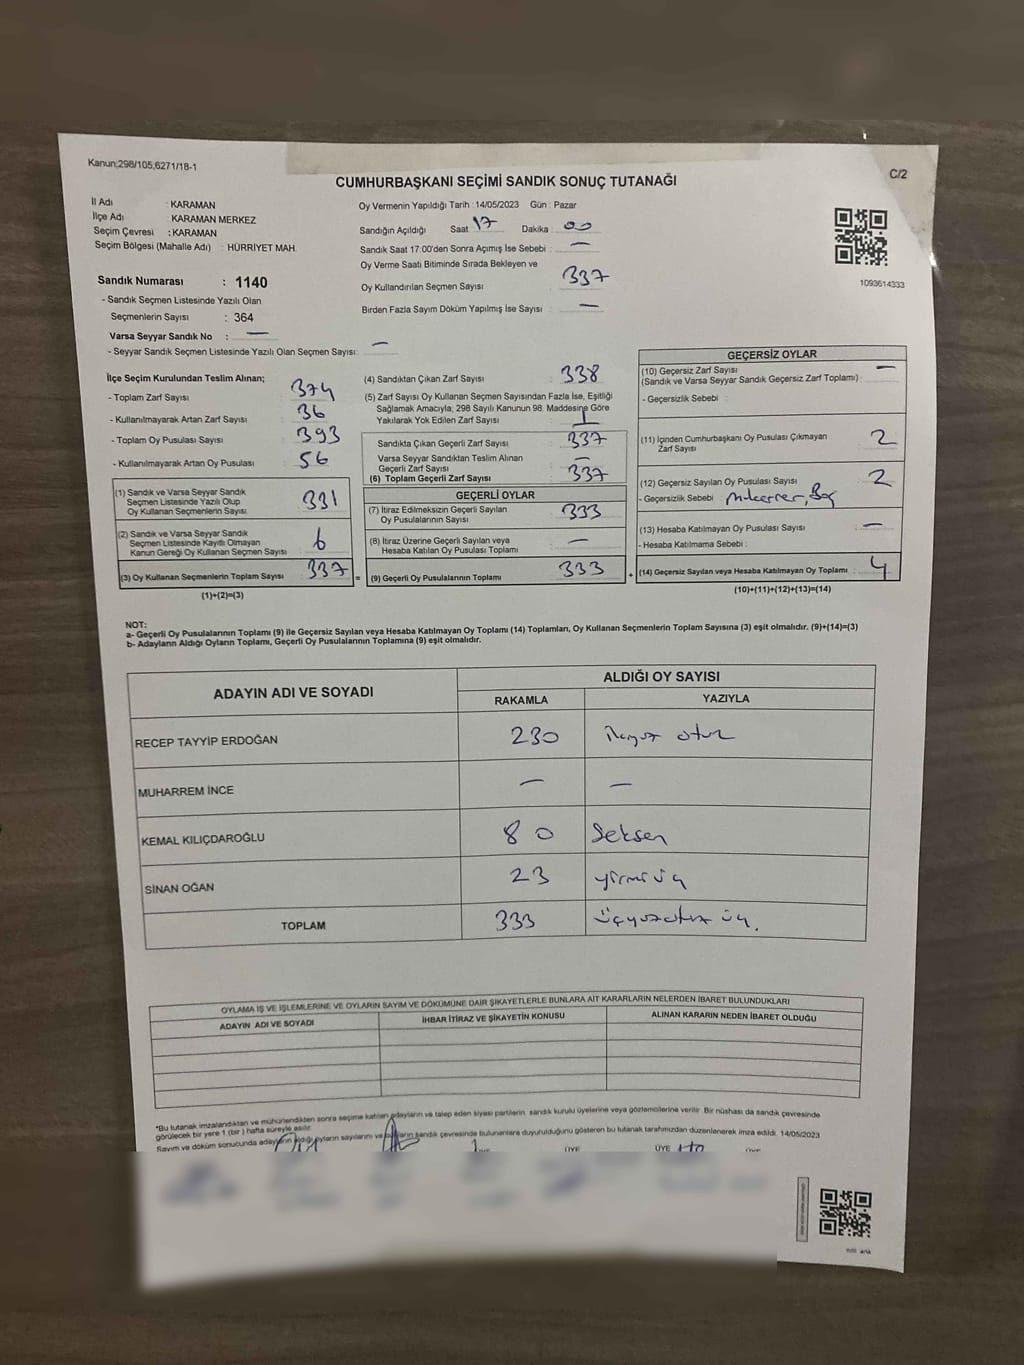 Kanun:298/105;6271/18-1
C/2
CUMHURBAŞKANI SEÇİMİ SANDIK SONUÇ TUTANAĞI
İl Adı : KARAMAN
İlçe Adı : KARAMAN MERKEZ
Seçim Çevresi : KARAMAN
Seçim Bölgesi (Mahalle Adı) : HÜRRİYET MAH.
Sandık Numarası : 1140
- Sandık Seçmen Listesinde Yazılı Olan
Seçmenlerin Sayısı : 364
Varsa Seyyar Sandık No : —
- Seyyar Sandık Seçmen Listesinde Yazılı Olan Seçmen Sayısı: —
Oy Vermenin Yapıldığı Tarih : 14/05/2023 Gün : Pazar
Sandığın Açıldığı Saat 17 Dakika : 00
Sandık Saat 17:00'den Sonra Açımış İse Sebebi : —
Oy Verme Saati Bitiminde Sırada Bekleyen ve
Oy Kullandırılan Seçmen Sayısı : 337
Birden Fazla Sayım Döküm Yapılmış İse Sayısı : —
1093614333
İlçe Seçim Kurulundan Teslim Alınan;
- Toplam Zarf Sayısı : 374
- Kullanılmayarak Artan Zarf Sayısı : 36
- Toplam Oy Pusulası Sayısı : 393
- Kullanılmayarak Artan Oy Pusulası : 56
(1) Sandık ve Varsa Seyyar Sandık
Seçmen Listesinde Yazılı Olup
Oy Kullanan Seçmenlerin Sayısı : 331
(2) Sandık ve Varsa Seyyar Sandık
Seçmen Listesinde Kayıtlı Olmayan
Kanun Gereği Oy Kullanan Seçmen Sayısı : 6
(3) Oy Kullanan Seçmenlerin Toplam Sayısı : 337
(1)+(2)=(3)
(4) Sandıktan Çıkan Zarf Sayısı : 338
(5) Zarf Sayısı Oy Kullanan Seçmen Sayısından Fazla İse, Eşitliği
Sağlamak Amacıyla, 298 Sayılı Kanunun 98. Maddesine Göre
Yakılarak Yok Edilen Zarf Sayısı : 1
Sandıkta Çıkan Geçerli Zarf Sayısı : 337
Varsa Seyyar Sandıktan Teslim Alınan
Geçerli Zarf Sayısı : —
(6) Toplam Geçerli Zarf Sayısı : 337
GEÇERLİ OYLAR
(7) İtiraz Edilmeksizin Geçerli Sayılan
Oy Pusulalarının Sayısı : 333
(8) İtiraz Üzerine Geçerli Sayılan veya
Hesaba Katılan Oy Pusulası Toplamı : —
= (9) Geçerli Oy Pusulalarının Toplamı : 333
GEÇERSİZ OYLAR
(10) Geçersiz Zarf Sayısı : —
(Sandık ve Varsa Seyyar Sandık Geçersiz Zarf Toplamı) :
- Geçersizlik Sebebi :
(11) İçinden Cumhurbaşkanı Oy Pusulası Çıkmayan
Zarf Sayısı : 2
(12) Geçersiz Sayılan Oy Pusulası Sayısı : 2
- Geçersizlik Sebebi : mükerrer, Boş
(13) Hesaba Katılmayan Oy Pusulası Sayısı : —
- Hesaba Katılmama Sebebi :
+ (14) Geçersiz Sayılan veya Hesaba Katılmayan Oy Toplamı : 4
(10)+(11)+(12)+(13)=(14)
NOT:
a- Geçerli Oy Pusulalarının Toplamı (9) ile Geçersiz Sayılan veya Hesaba Katılmayan Oy Toplamı (14) Toplamları, Oy Kullanan Seçmenlerin Toplam Sayısına (3) eşit olmalıdır. (9)+(14)=(3)
b- Adayların Aldığı Oyların Toplamı, Geçerli Oy Pusulalarının Toplamına (9) eşit olmalıdır.
ADAYIN ADI VE SOYADI ALDIĞI OY SAYISI
RAKAMLA YAZIYLA
RECEP TAYYİP ERDOĞAN 230 ikiyüz otuz
MUHARREM İNCE — —
KEMAL KILIÇDAROĞLU 80 Seksen
SİNAN OĞAN 23 yirmi üç
TOPLAM 333 üçyüzotuz üç.
OYLAMA İŞ VE İŞLEMLERİNE VE OYLARIN SAYIM VE DÖKÜMÜNE DAİR ŞİKAYETLERLE BUNLARA AİT KARARLARIN NELERDEN İBARET BULUNDUKLARI
ADAYIN ADI VE SOYADI İHBAR İTİRAZ VE ŞİKAYETİN KONUSU ALINAN KARARIN NEDEN İBARET OLDUĞU
*Bu tutanak imzalandıktan ve mühürlendikten sonra seçime katılan adayların ve talep eden siyasi partilerin, sandık kurulu üyelerine veya gözlemcilerine verilir. Bir nüshası da sandık çevresinde
görülecek bir yere 1 (bir) hafta süreyle asılır.
Sayım ve döküm sonucunda adayların aldığı oyların sayılarını ve bunların sandık çevresinde bulunanlara duyurulduğunu gösteren bu tutanak tarafımızdan düzenlenerek imza edildi. 14/05/2023
ÜYE ÜYE